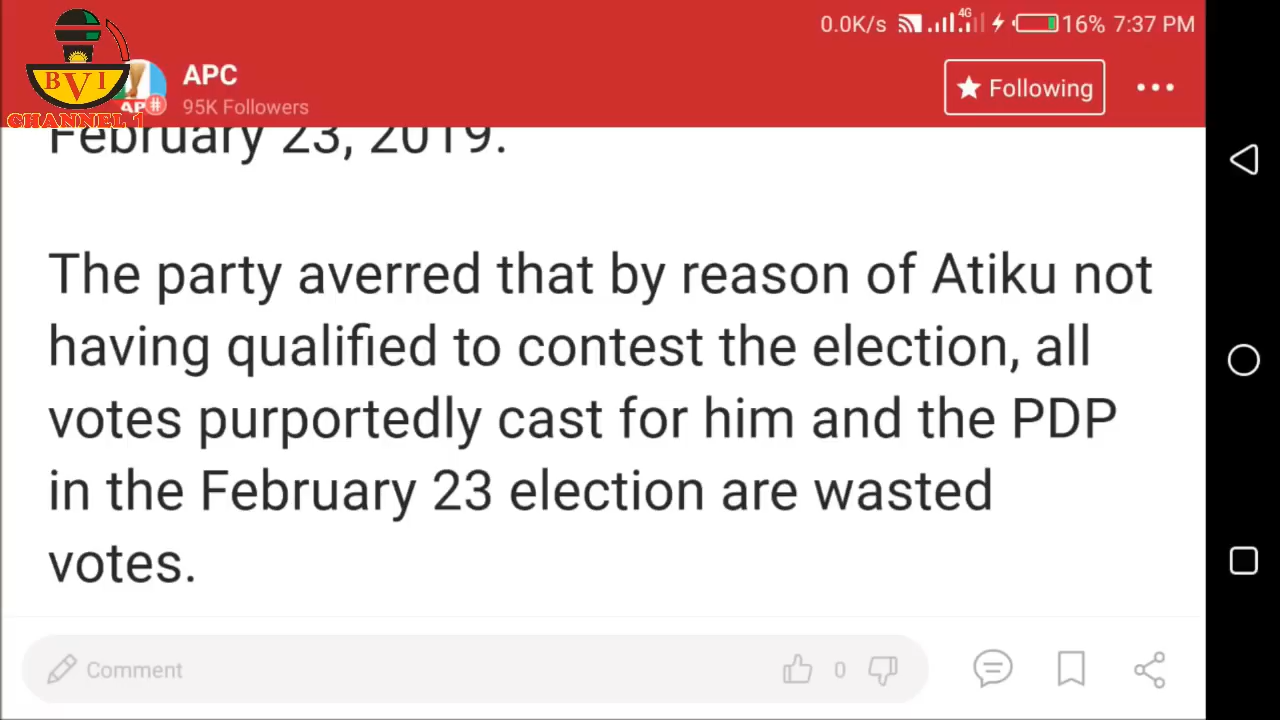 0.0K/s 4G 16% 7:37 PM
BVI
CHANNEL 1
APC
95K Followers
Following
February 23, 2019.
The party averred that by reason of Atiku not
having qualified to contest the election, all
votes purportedly cast for him and the PDP
in the February 23 election are wasted
votes.
Comment
0